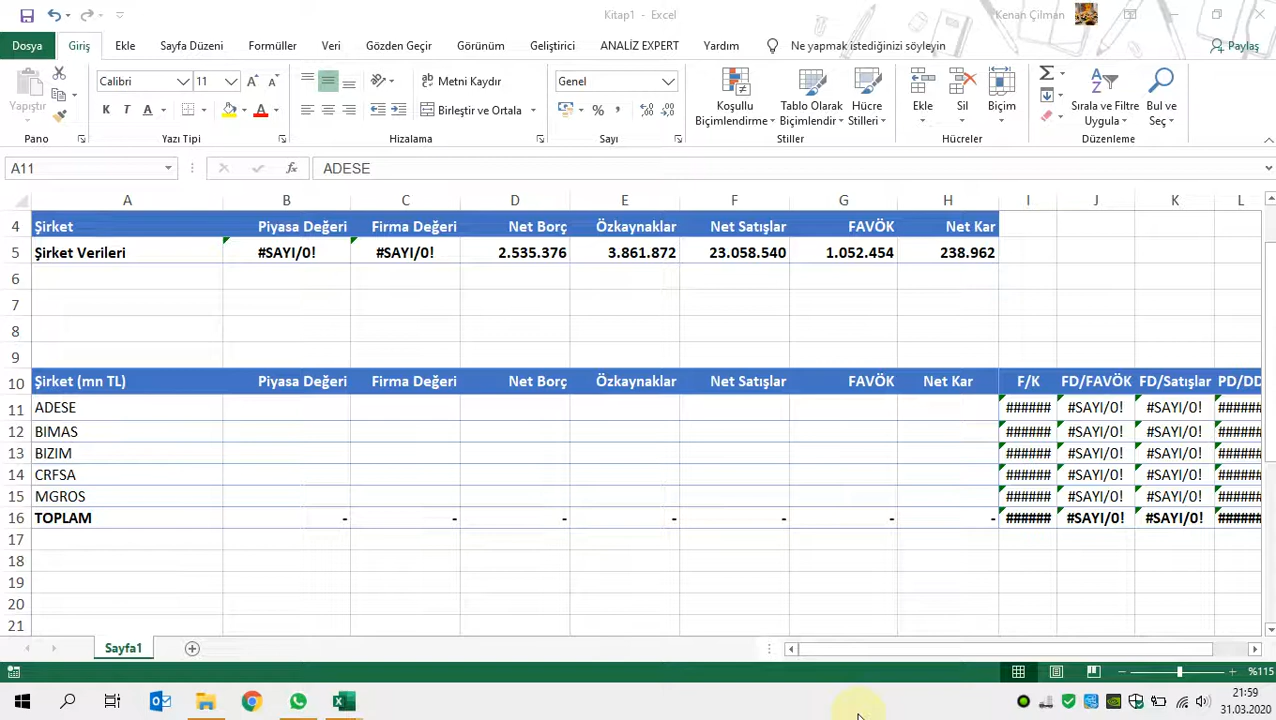 Kitap1 - Excel
Kenan Çilman
Dosya Giriş Ekle Sayfa Düzeni Formüller Veri Gözden Geçir Görünüm Geliştirici ANALİZ EXPERT Yardım Ne yapmak istediğinizi söyleyin Paylaş
Yapıştır
Calibri 11
K T A A A
Metni Kaydır
Birleştir ve Ortala
Genel
Koşullu Biçimlendirme
Tablo Olarak Biçimlendir
Hücre Stilleri
Ekle Sil Biçim
Sırala ve Filtre Uygula
Bul ve Seç
Pano Yazı Tipi Hizalama Sayı Stiller Hücreler Düzenleme
A11 fx ADESE
A B C D E F G H I J K L
4 Şirket Piyasa Değeri Firma Değeri Net Borç Özkaynaklar Net Satışlar FAVÖK Net Kar
5 Şirket Verileri #SAYI/0! #SAYI/0! 2.535.376 3.861.872 23.058.540 1.052.454 238.962
6
7
8
9
10 Şirket (mn TL) Piyasa Değeri Firma Değeri Net Borç Özkaynaklar Net Satışlar FAVÖK Net Kar F/K FD/FAVÖK FD/Satışlar PD/DD
11 ADESE ###### #SAYI/0! #SAYI/0! ######
12 BIMAS ###### #SAYI/0! #SAYI/0! ######
13 BIZIM ###### #SAYI/0! #SAYI/0! ######
14 CRFSA ###### #SAYI/0! #SAYI/0! ######
15 MGROS ###### #SAYI/0! #SAYI/0! ######
16 TOPLAM - - - - - - - ###### #SAYI/0! #SAYI/0! ######
17
18
19
20
21
Sayfa1
%115
21:59
31.03.2020